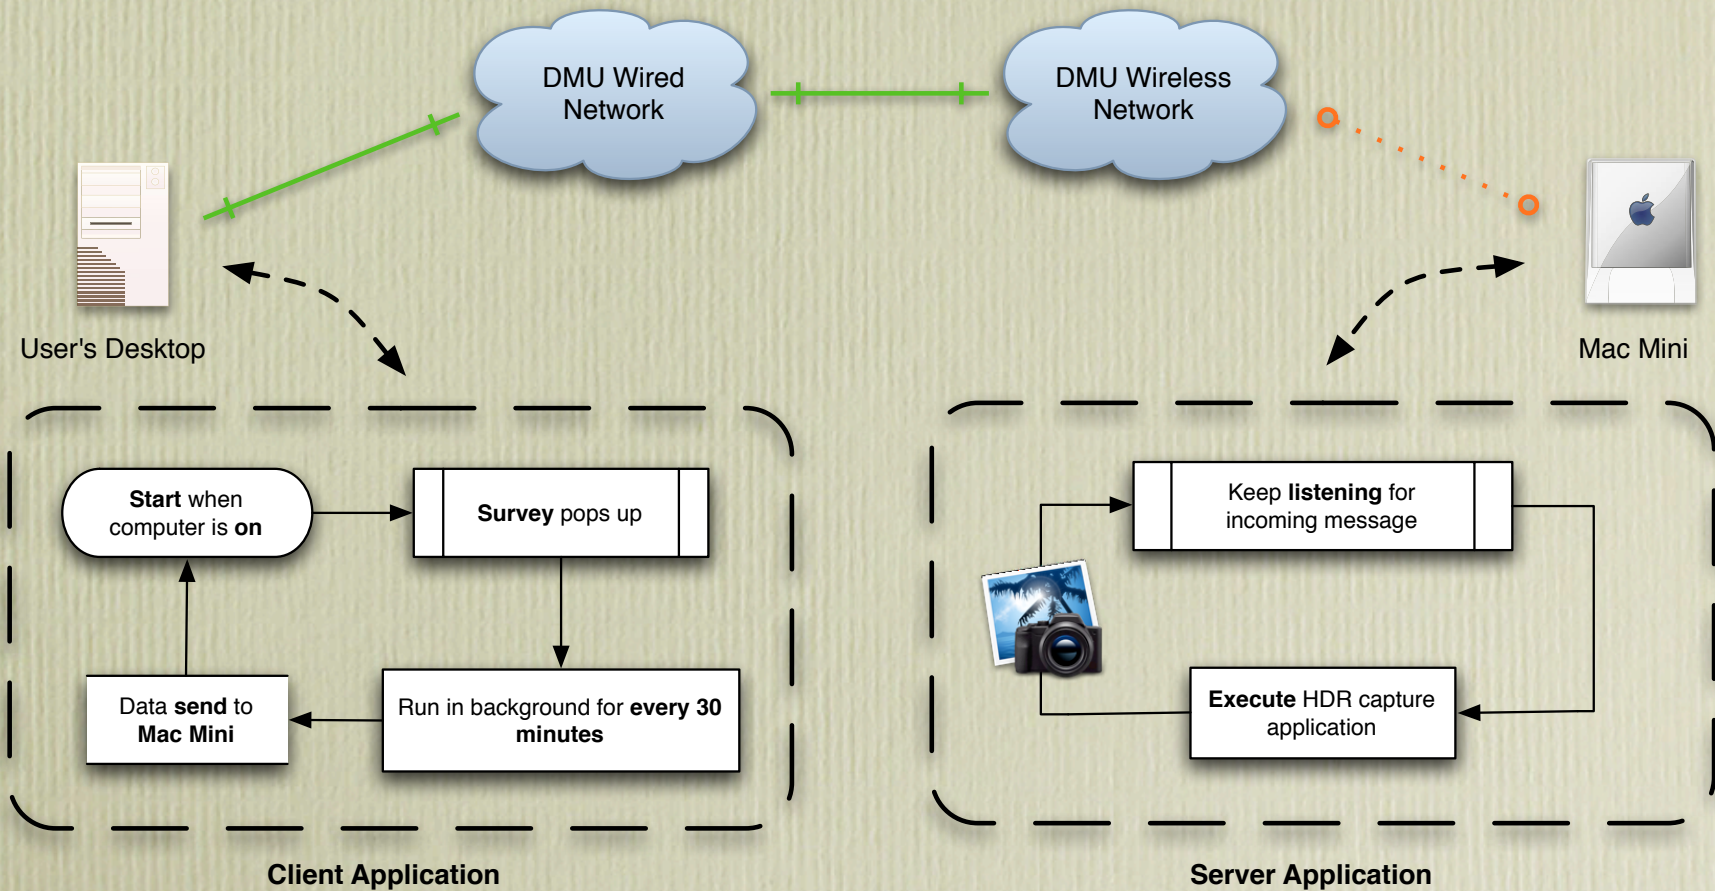 DMU Wired
Network
DMU Wireless
Network
User's Desktop
Mac Mini
Start when
computer is on
Survey pops up
Data send to
Mac Mini
Run in background for every 30
minutes
Client Application
Keep listening for
incoming message
Execute HDR capture
application
Server Application